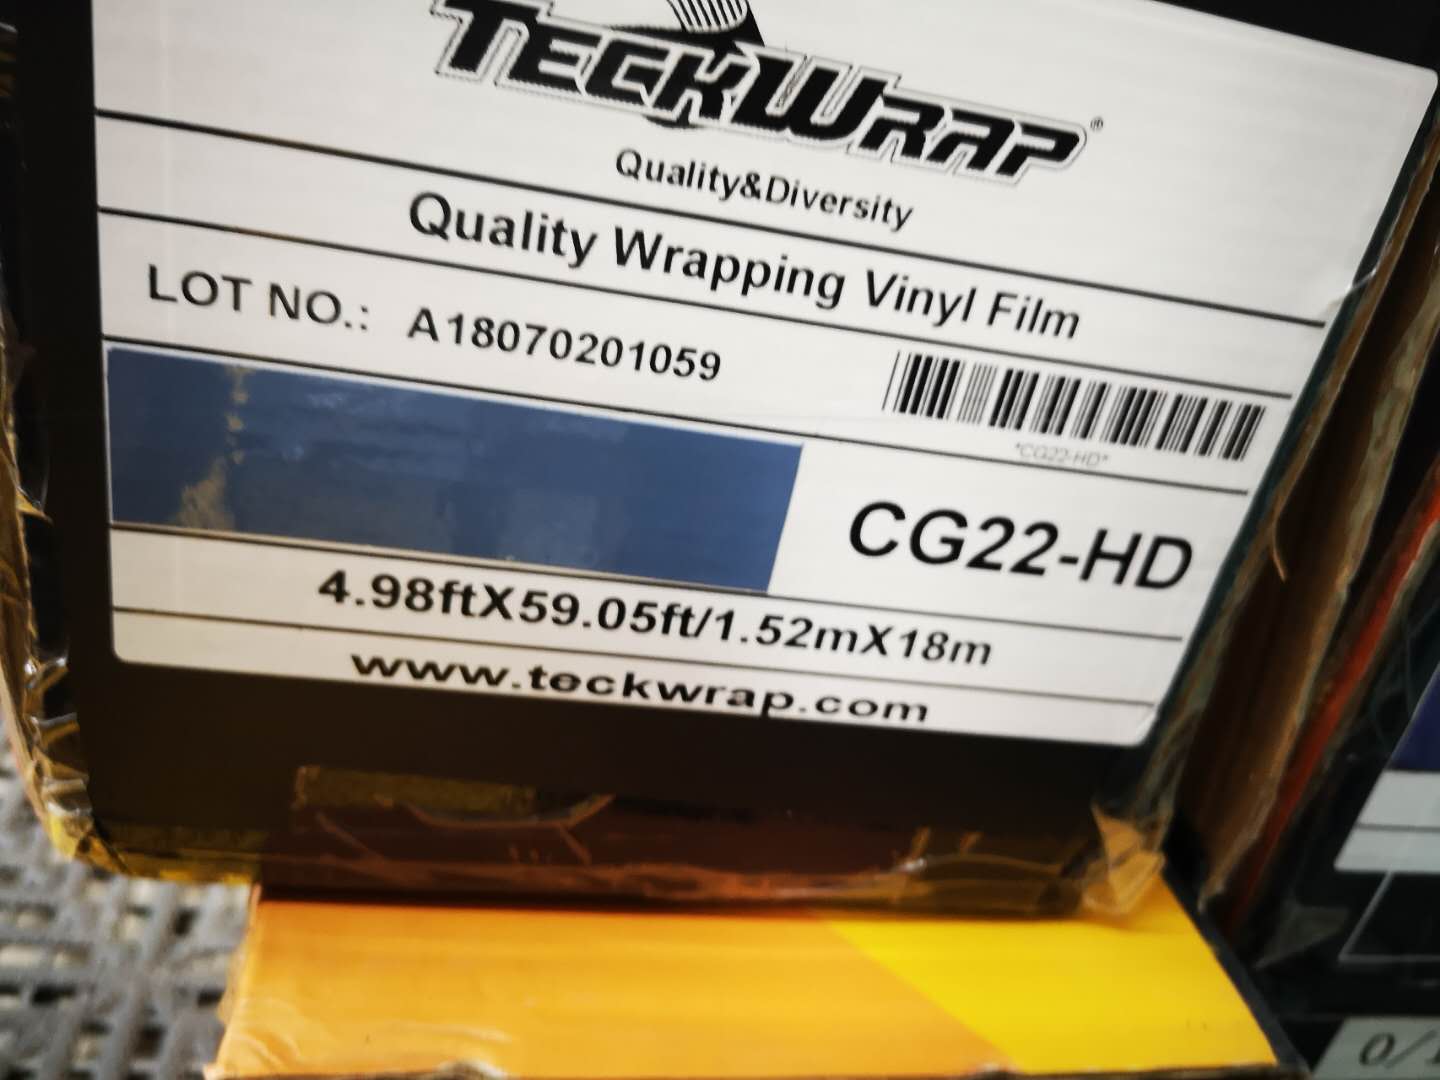 TECKWRAP®
Quality&Diversity
Quality Wrapping Vinyl Film
LOT NO.: A18070201059
*CG22-HD*
CG22-HD
4.98ftX59.05ft/1.52mX18m
www.teckwrap.com